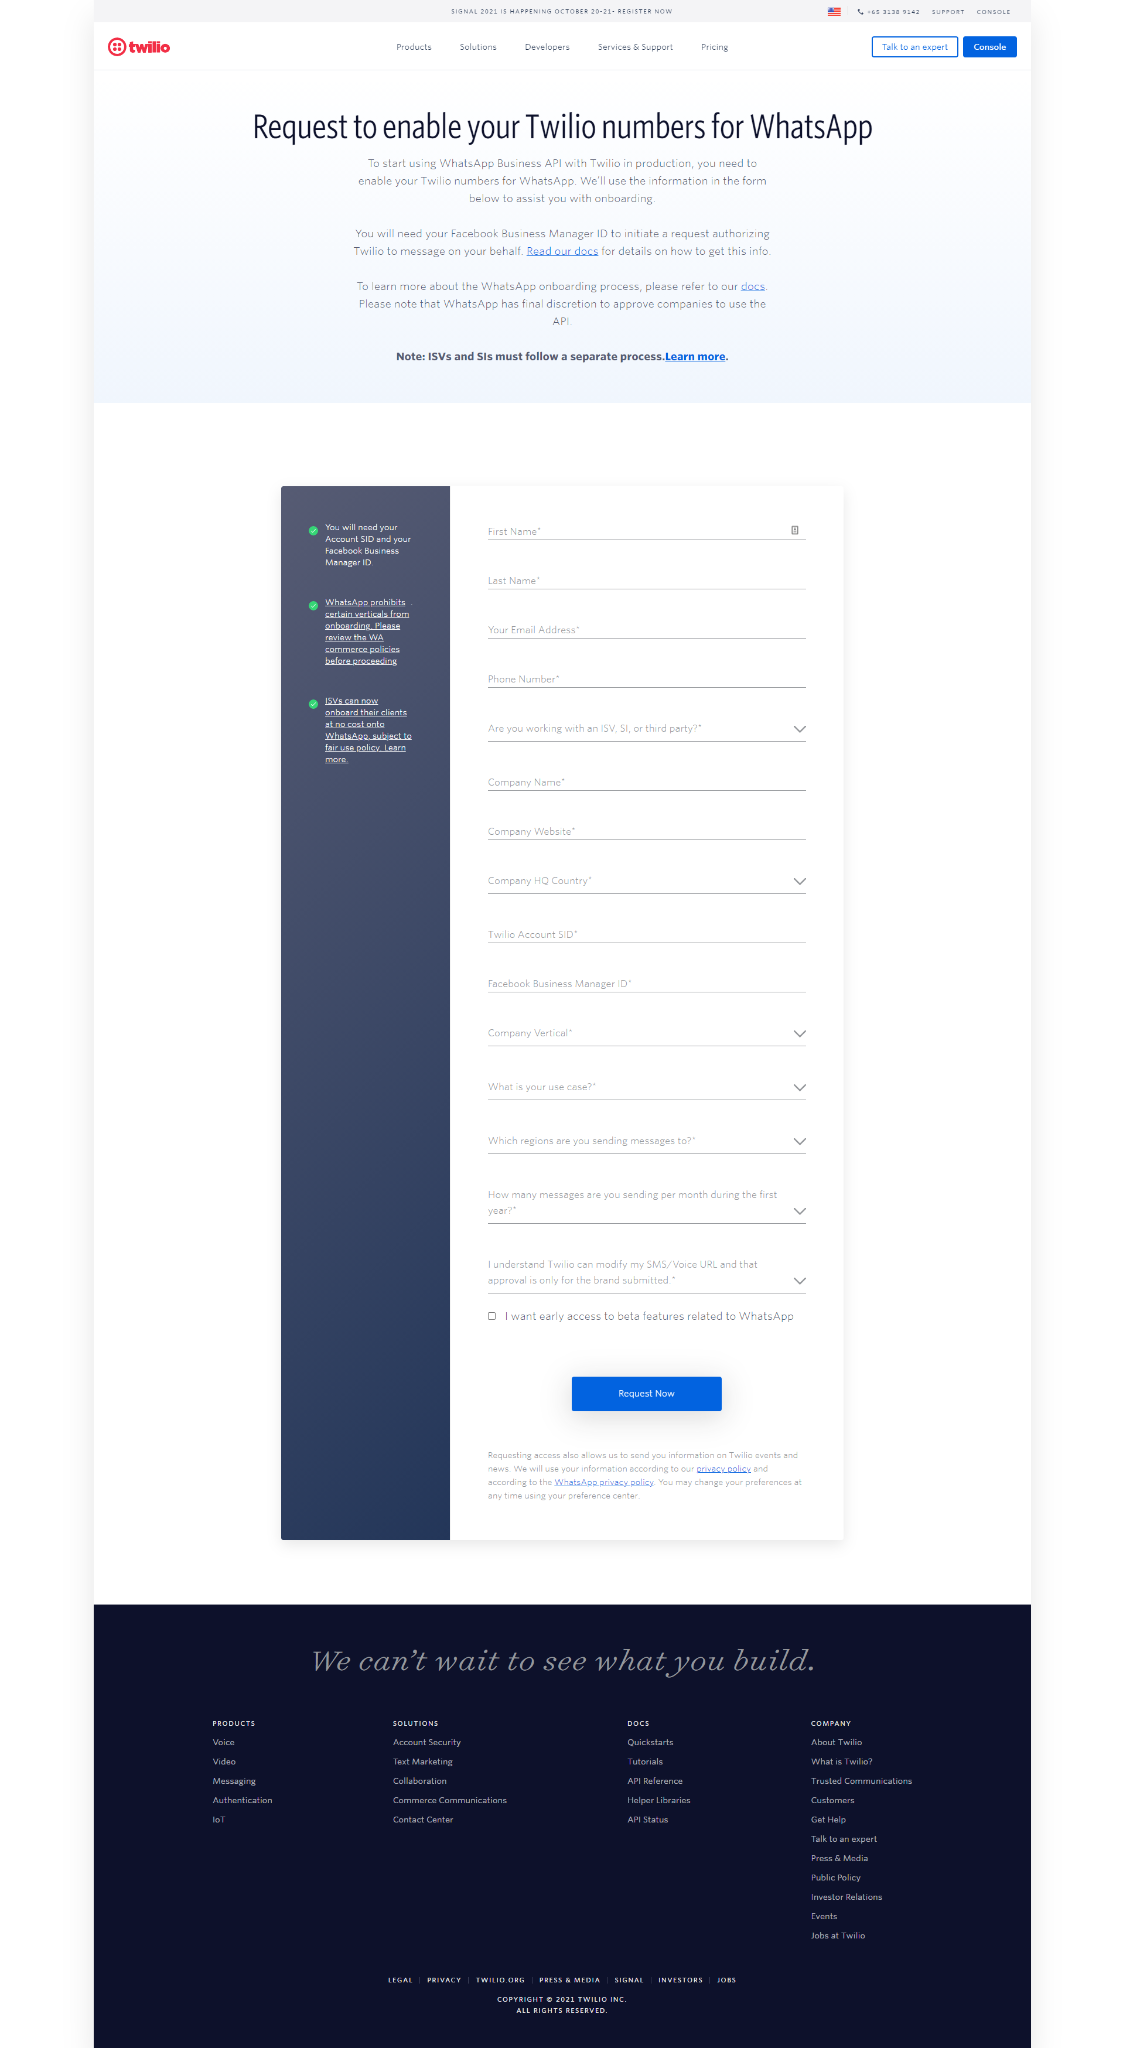 SIGNAL 2021 IS HAPPENING OCTOBER 20-21- REGISTER NOW
+65 3138 9142 SUPPORT CONSOLE
twilio
Products Solutions Developers Services & Support Pricing
Talk to an expert
Console
Request to enable your Twilio numbers for WhatsApp
To start using WhatsApp Business API with Twilio in production, you need to
enable your Twilio numbers for WhatsApp. We'll use the information in the form
below to assist you with onboarding.
You will need your Facebook Business Manager ID to initiate a request authorizing
Twilio to message on your behalf. Read our docs for details on how to get this info.
To learn more about the WhatsApp onboarding process, please refer to our docs.
Please note that WhatsApp has final discretion to approve companies to use the
API.
Note: ISVs and SIs must follow a separate process.Learn more.
You will need your
Account SID and your
Facebook Business
Manager ID
WhatsApp prohibits .
certain verticals from
onboarding. Please
review the WA
commerce policies
before proceeding
ISVs can now
onboard their clients
at no cost onto
WhatsApp, subject to
fair use policy. Learn
more.
First Name*
Last Name*
Your Email Address*
Phone Number*
Are you working with an ISV, SI, or third party?*
Company Name*
Company Website*
Company HQ Country*
Twilio Account SID*
Facebook Business Manager ID*
Company Vertical*
What is your use case?*
Which regions are you sending messages to?*
How many messages are you sending per month during the first
year?*
I understand Twilio can modify my SMS/Voice URL and that
approval is only for the brand submitted *
I want early access to beta features related to WhatsApp
Request Now
Requesting access also allows us to send you information on Twilio events and
news. We will use your information according to our privacy policy and
according to the WhatsApp privacy policy. You may change your preferences at
any time using your preference center.
We can't wait to see what you build.
PRODUCTS
Voice
Video
Messaging
Authentication
IoT
SOLUTIONS
Account Security
Text Marketing
Collaboration
Commerce Communications
Contact Center
DOCS
Quickstarts
Tutorials
API Reference
Helper Libraries
API Status
COMPANY
About Twilio
What is Twilio?
Trusted Communications
Customers
Get Help
Talk to an expert
Press & Media
Public Policy
Investor Relations
Events
Jobs at Twilio
LEGAL | PRIVACY | TWILIO.ORG | PRESS & MEDIA | SIGNAL | INVESTORS | JOBS
COPYRIGHT © 2021 TWILIO INC.
ALL RIGHTS RESERVED.